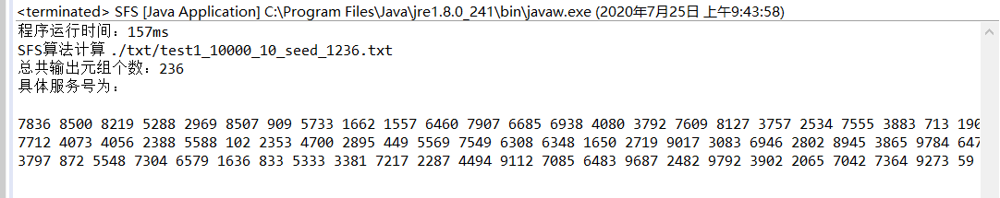 <terminated> SFS [Java Application] C:\Program Files\Java\jre1.8.0_241\bin\javaw.exe (2020年7月25日 上午9:43:58)
程序运行时间：157ms
SFS算法计算 ./txt/test1_10000_10_seed_1236.txt
总共输出元组个数：236
具体服务号为：
7836 8500 8219 5288 2969 8507 909 5733 1662 1557 6460 7907 6685 6938 4080 3792 7609 8127 3757 2534 7555 3883 713 190
7712 4073 4056 2388 5588 102 2353 4700 2895 449 5569 7549 6308 6348 1650 2719 9017 3083 6946 2802 8945 3865 9784 647
3797 872 5548 7304 6579 1636 833 5333 3381 7217 2287 4494 9112 7085 6483 9687 2482 9792 3902 2065 7042 7364 9273 59